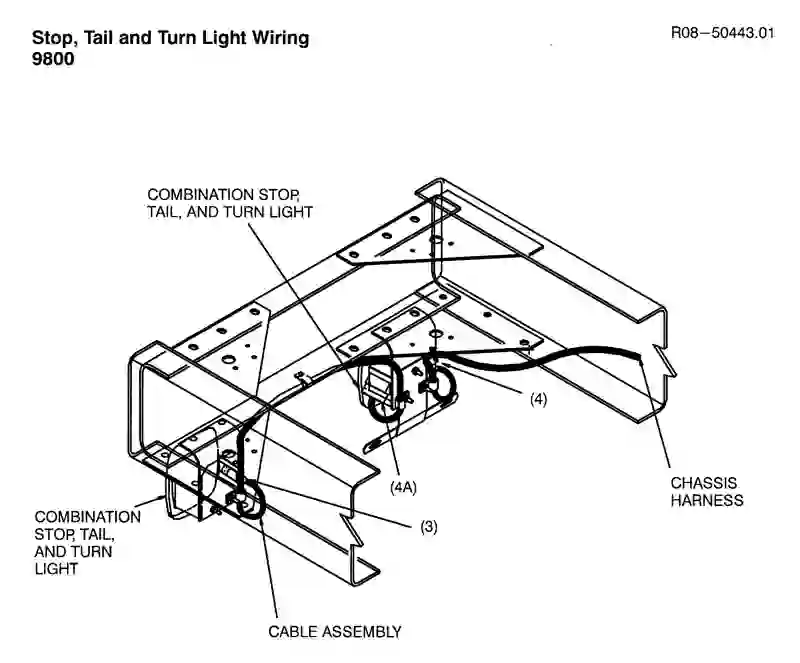 Stop, Tail and Turn Light Wiring
9800
R08–50443.01
COMBINATION STOP,
TAIL, AND TURN LIGHT
(4)
(4A)
CHASSIS
HARNESS
(3)
COMBINATION
STOP, TAIL,
AND TURN
LIGHT
CABLE ASSEMBLY